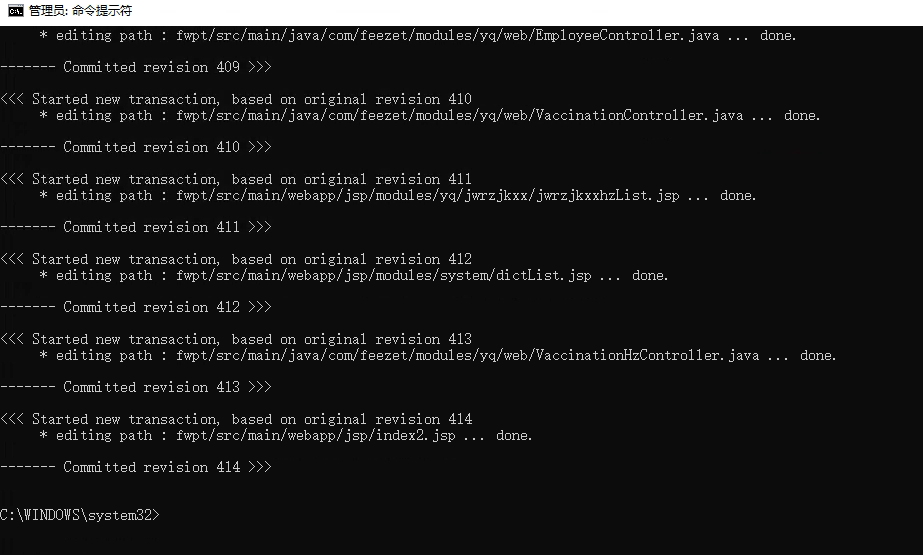 管理员: 命令提示符
* editing path : fwpt/src/main/java/com/feezet/modules/yq/web/EmployeeController.java ... done.
------- Committed revision 409 >>>
<<< Started new transaction, based on original revision 410
* editing path : fwpt/src/main/java/com/feezet/modules/yq/web/VaccinationController.java ... done.
------- Committed revision 410 >>>
<<< Started new transaction, based on original revision 411
* editing path : fwpt/src/main/webapp/jsp/modules/yq/jwrzjkxx/jwrzjkxxhzList.jsp ... done.
------- Committed revision 411 >>>
<<< Started new transaction, based on original revision 412
* editing path : fwpt/src/main/webapp/jsp/modules/system/dictList.jsp ... done.
------- Committed revision 412 >>>
<<< Started new transaction, based on original revision 413
* editing path : fwpt/src/main/java/com/feezet/modules/yq/web/VaccinationHzController.java ... done.
------- Committed revision 413 >>>
<<< Started new transaction, based on original revision 414
* editing path : fwpt/src/main/webapp/jsp/index2.jsp ... done.
------- Committed revision 414 >>>
C:\WINDOWS\system32>